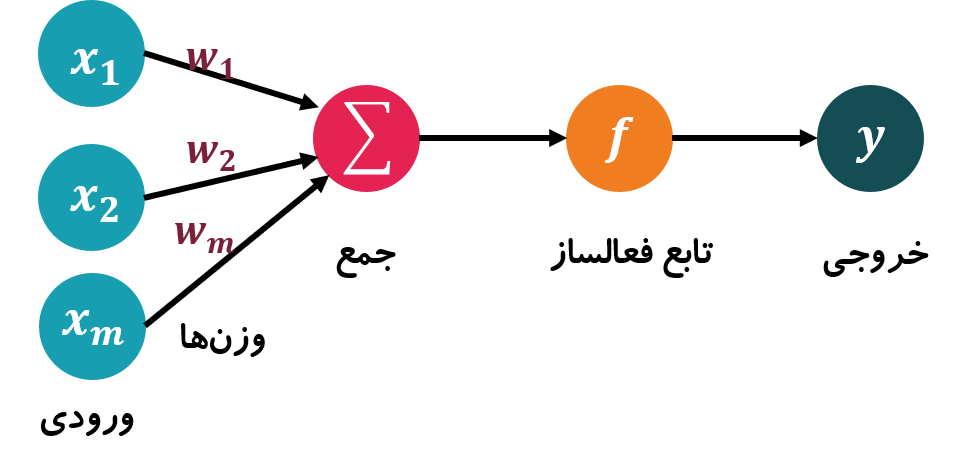 x₁
w₁
x₂
w₂
xₘ
wₘ
∑
f
y
ورودی
وزن‌ها
جمع
تابع فعالساز
خروجی